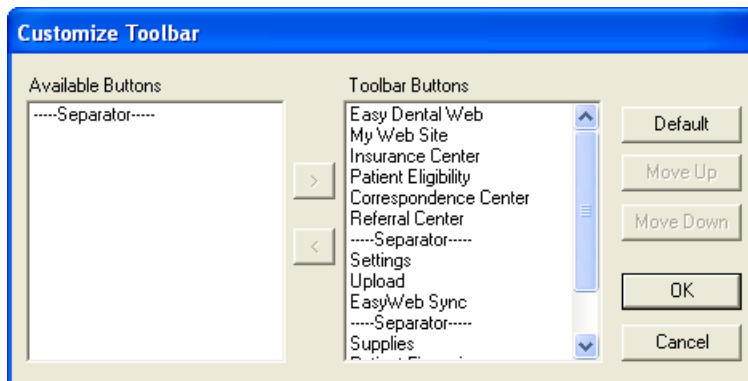 Customize Toolbar
Available Buttons
-----Separator-----
>
<
Toolbar Buttons
Easy Dental Web
My Web Site
Insurance Center
Patient Eligibility
Correspondence Center
Referral Center
-----Separator-----
Settings
Upload
EasyWeb Sync
-----Separator-----
Supplies
Default
Move Up
Move Down
OK
Cancel